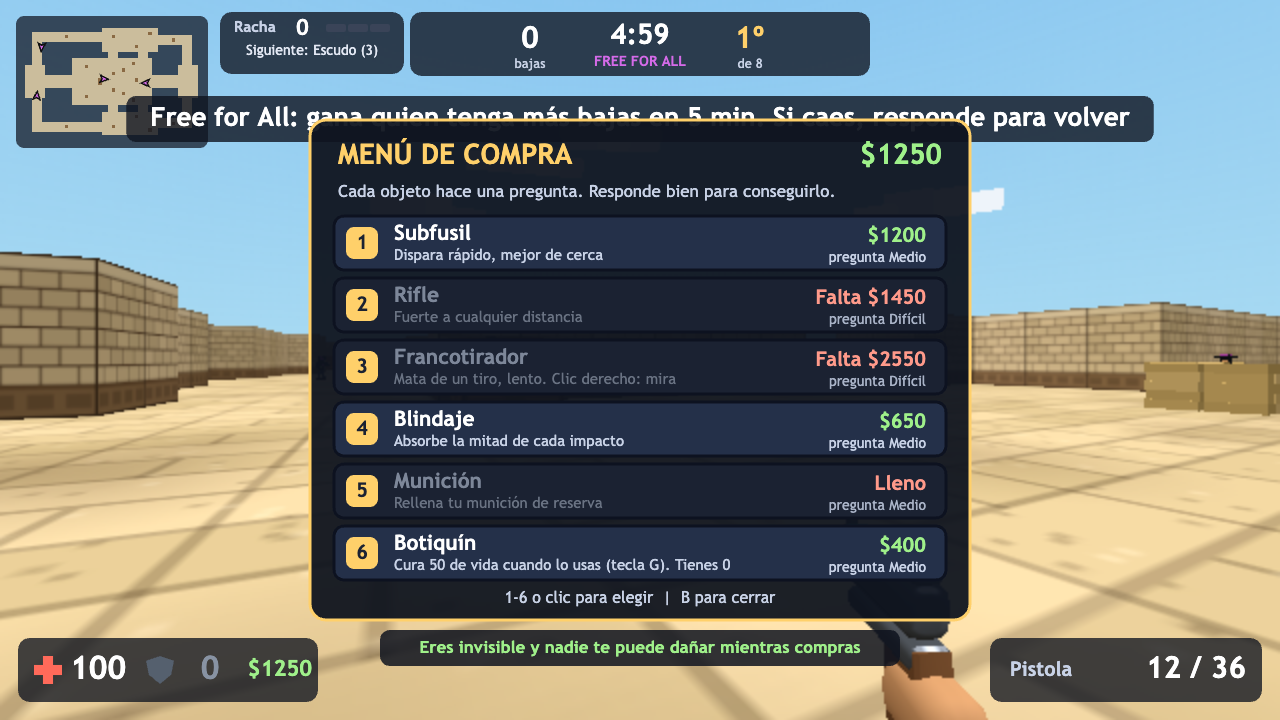 Racha 0
Siguiente: Escudo (3)
0
bajas
4:59
FREE FOR ALL
1º
de 8
Free for All: gana quien tenga más bajas en 5 min. Si caes, responde para volver
MENÚ DE COMPRA $1250
Cada objeto hace una pregunta. Responde bien para conseguirlo.
1 Subfusil $1200
Dispara rápido, mejor de cerca pregunta Medio
2 Rifle Falta $1450
Fuerte a cualquier distancia pregunta Difícil
3 Francotirador Falta $2550
Mata de un tiro, lento. Clic derecho: mira pregunta Difícil
4 Blindaje $650
Absorbe la mitad de cada impacto pregunta Medio
5 Munición Lleno
Rellena tu munición de reserva pregunta Medio
6 Botiquín $400
Cura 50 de vida cuando lo usas (tecla G). Tienes 0 pregunta Medio
1-6 o clic para elegir | B para cerrar
Eres invisible y nadie te puede dañar mientras compras
100 0 $1250
Pistola 12 / 36